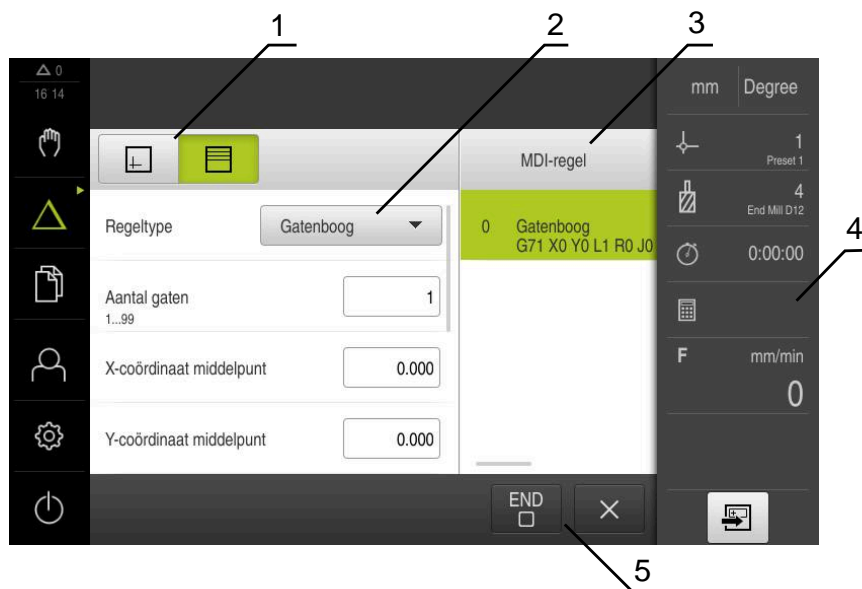 1
2
3
0
16 14
mm Degree
1
Preset 1
MDI-regel
4
End Mill D12
Regeltype Gatenboog
0 Gatenboog
G71 X0 Y0 L1 R0 J0
4
0:00:00
Aantal gaten
1...99
1
X-coördinaat middelpunt 0.000
F mm/min
0
Y-coördinaat middelpunt 0.000
END
5